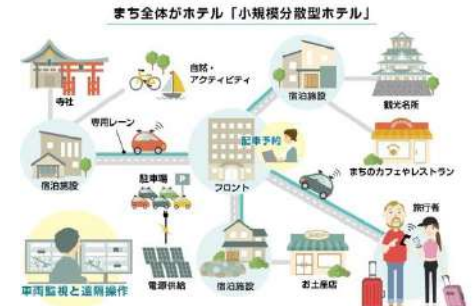 まち全体がホテル「小規模分散型ホテル」
寺社
自然・
アクティビティ
宿泊施設
観光名所
専用レーン
配車予約
宿泊施設
駐車場
P
フロント
まちのカフェやレストラン
旅行者
車両監視と遠隔操作
電源供給
宿泊施設
お土産店